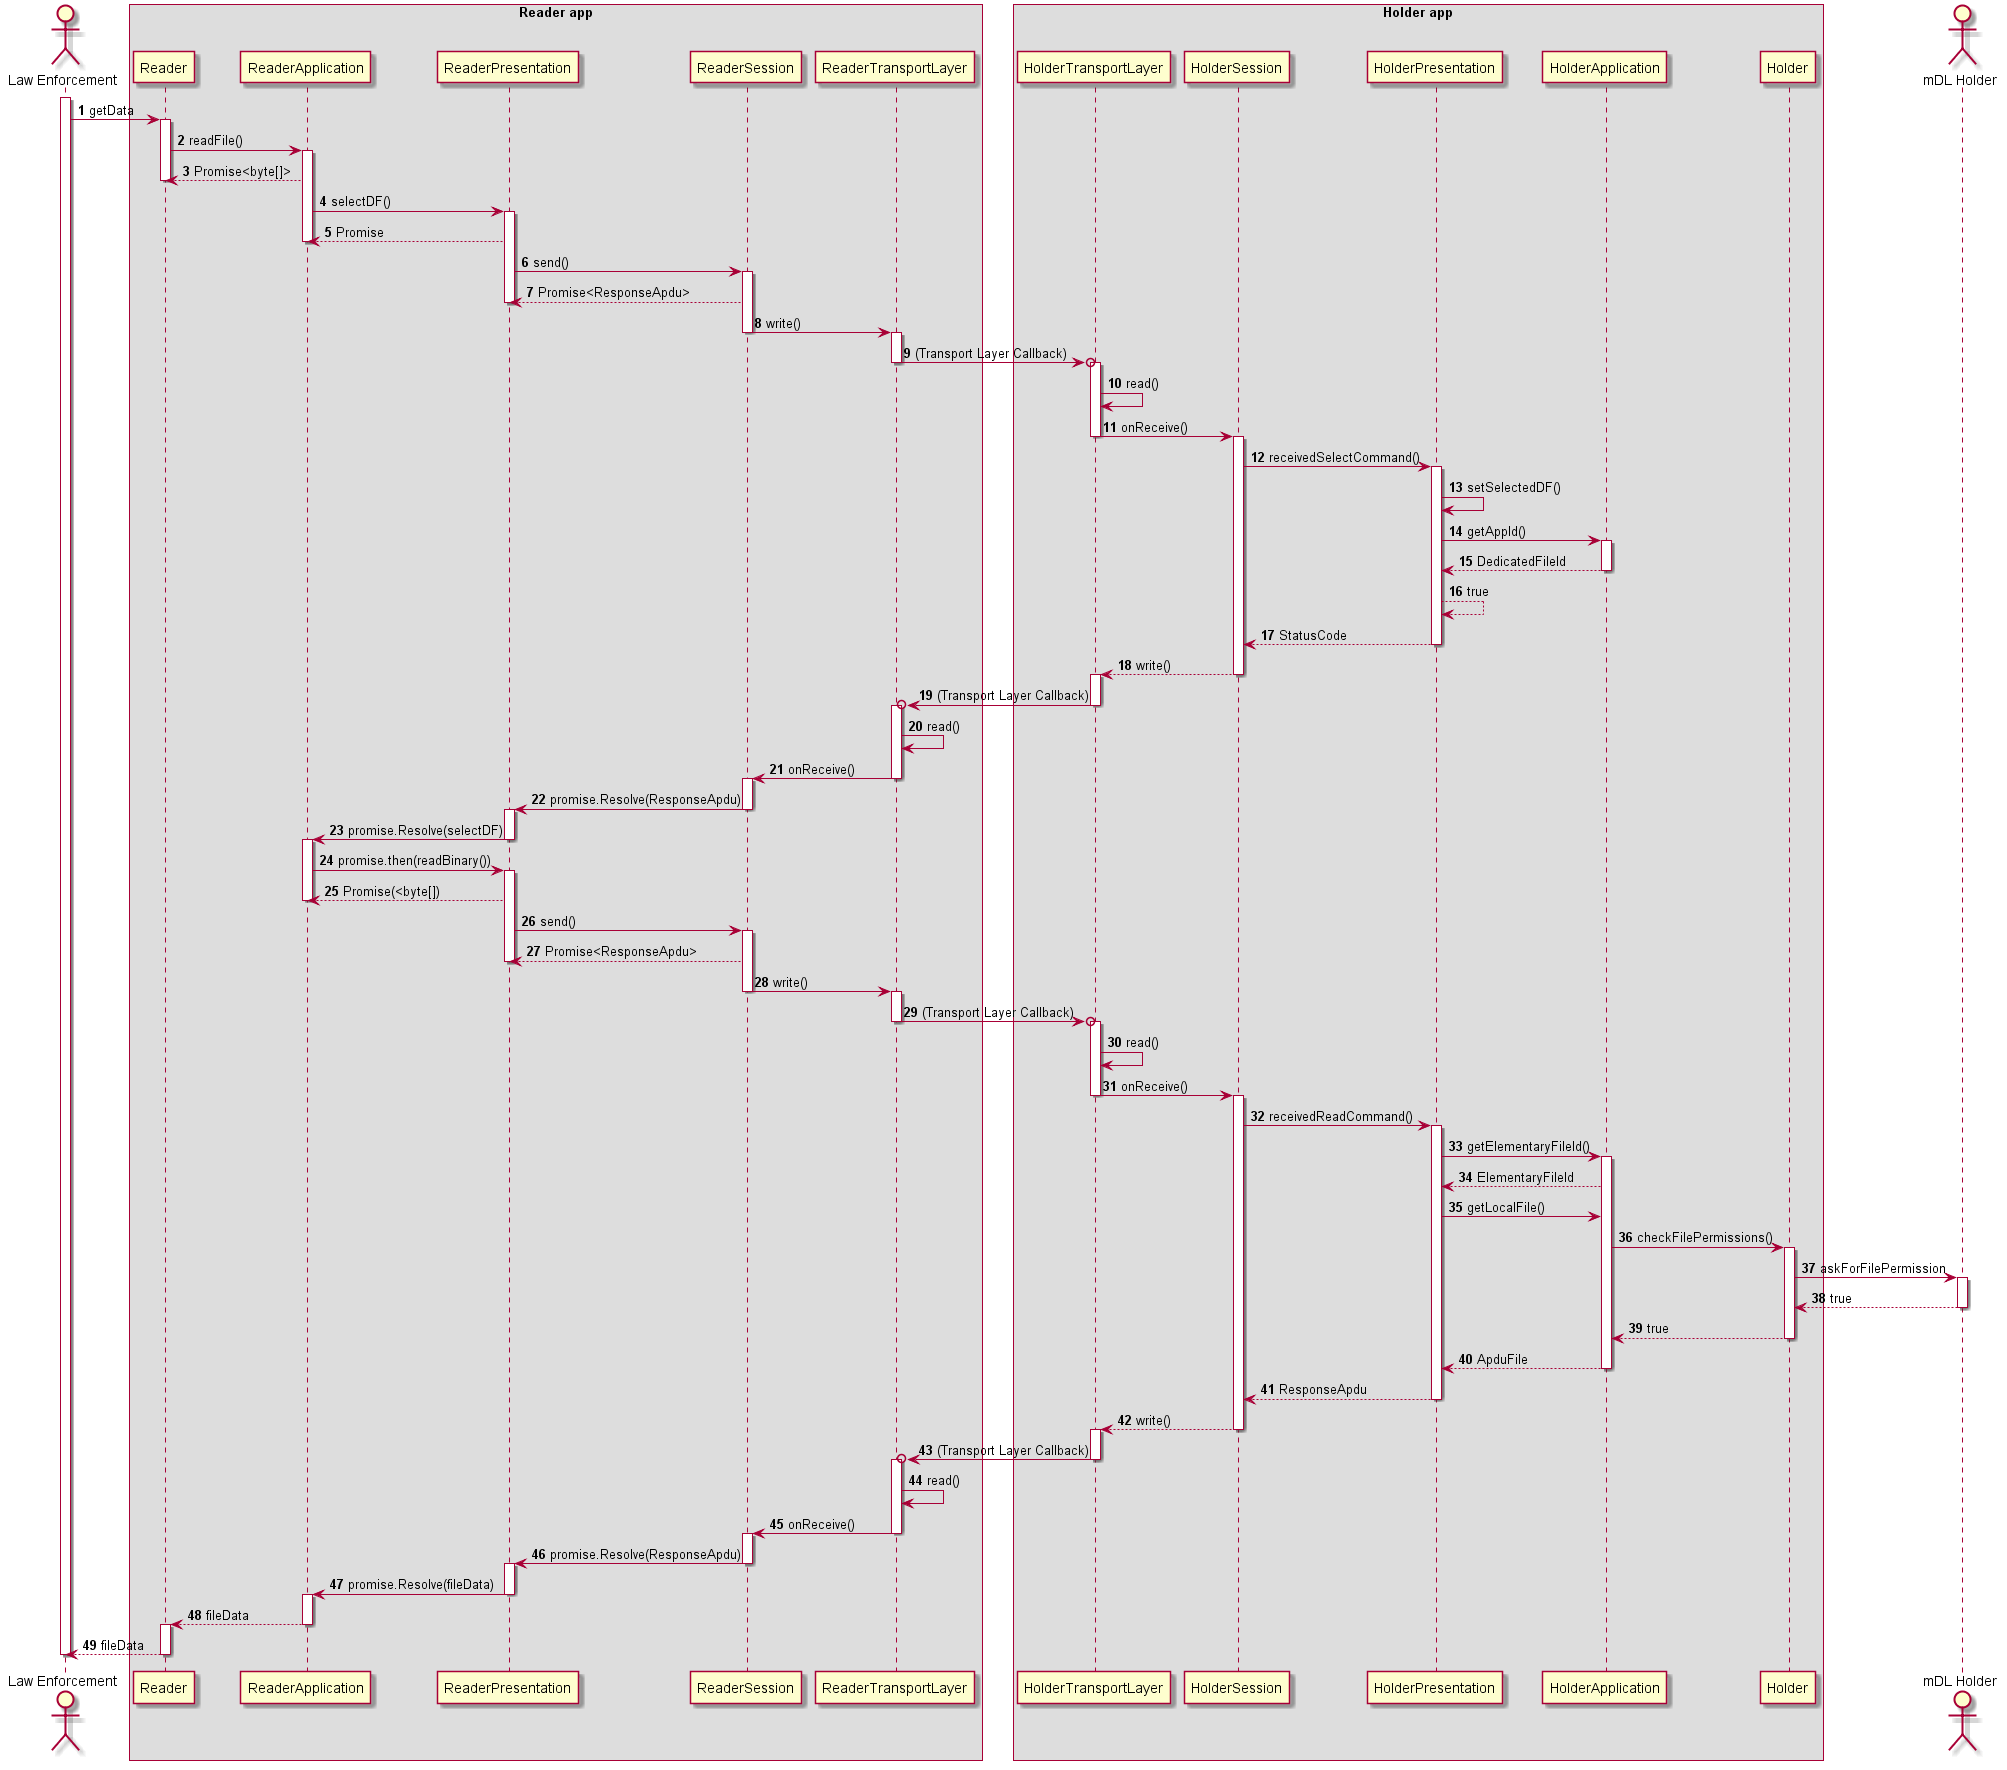 Reader app
Holder app
Law Enforcement
Reader
ReaderApplication
ReaderPresentation
ReaderSession
ReaderTransportLayer
HolderTransportLayer
HolderSession
HolderPresentation
HolderApplication
Holder
mDL Holder
1 getData
2 readFile()
3 Promise<byte[]>
4 selectDF()
5 Promise
6 send()
7 Promise<ResponseApdu>
8 write()
9 (Transport Layer Callback)
10 read()
11 onReceive()
12 receivedSelectCommand()
13 setSelectedDF()
14 getAppId()
15 DedicatedFileId
16 true
17 StatusCode
18 write()
19 (Transport Layer Callback)
20 read()
21 onReceive()
22 promise.Resolve(ResponseApdu)
23 promise.Resolve(selectDF)
24 promise.then(readBinary())
25 Promise(<byte[])
26 send()
27 Promise<ResponseApdu>
28 write()
29 (Transport Layer Callback)
30 read()
31 onReceive()
32 receivedReadCommand()
33 getElementaryFileId()
34 ElementaryFileId
35 getLocalFile()
36 checkFilePermissions()
37 askForFilePermission
38 true
39 true
40 ApduFile
41 ResponseApdu
42 write()
43 (Transport Layer Callback)
44 read()
45 onReceive()
46 promise.Resolve(ResponseApdu)
47 promise.Resolve(fileData)
48 fileData
49 fileData
Law Enforcement
Reader
ReaderApplication
ReaderPresentation
ReaderSession
ReaderTransportLayer
HolderTransportLayer
HolderSession
HolderPresentation
HolderApplication
Holder
mDL Holder